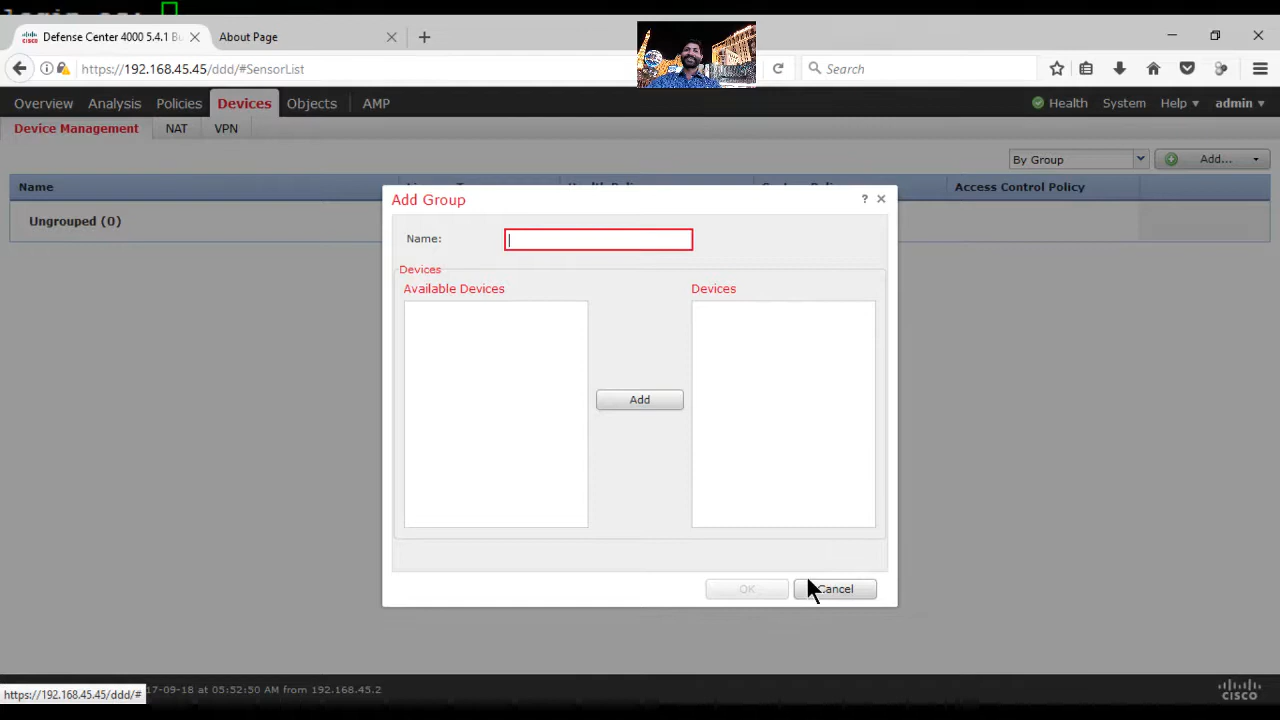 Defense Center 4000 5.4.1 Bu
About Page
https://192.168.45.45/ddd/#SensorList
Search
Overview Analysis Policies Devices Objects AMP Health System Help admin
Device Management NAT VPN
By Group Add...
Name Access Control Policy
Ungrouped (0)
Add Group
Name:
Devices
Available Devices Devices
Add
OK Cancel
https://192.168.45.45/ddd/# 17-09-18 at 05:52:50 AM from 192.168.45.2
CISCO